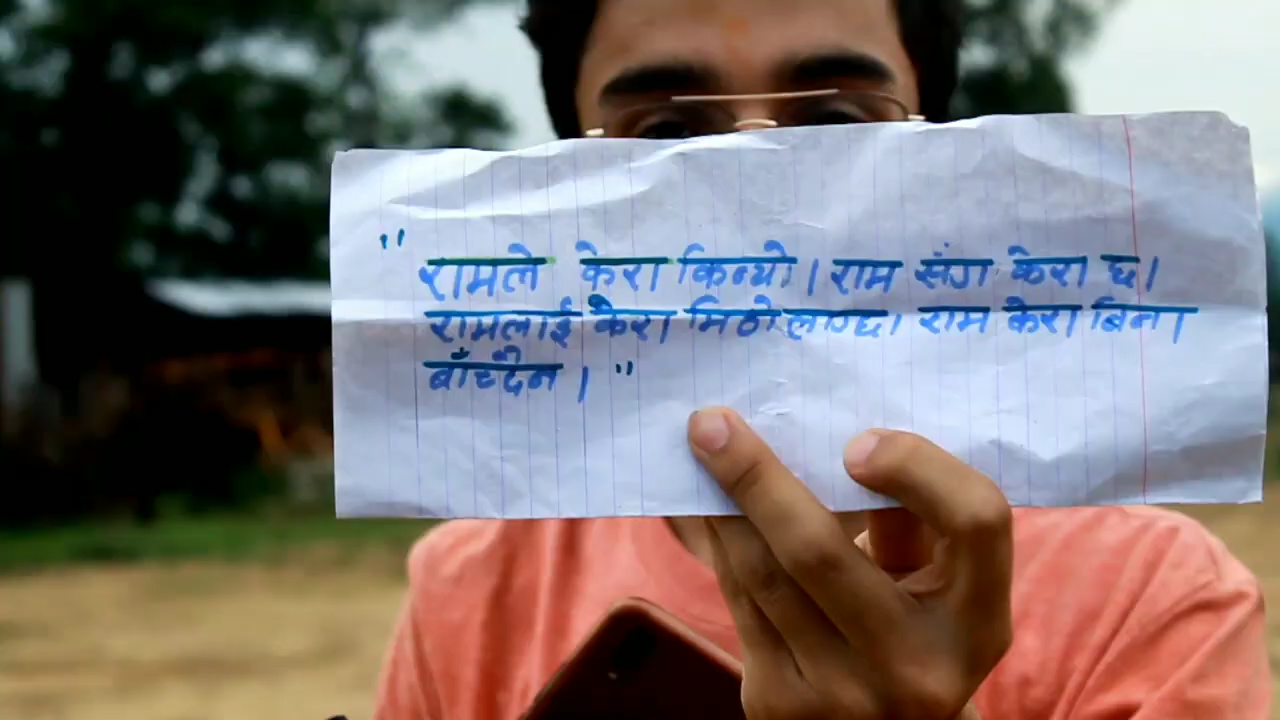 " रामले केरा किन्यो । राम संग केरा छ।
रामलाई केरा मिठो लाग्छ। राम केरा बिना
बाँच्दैन । "